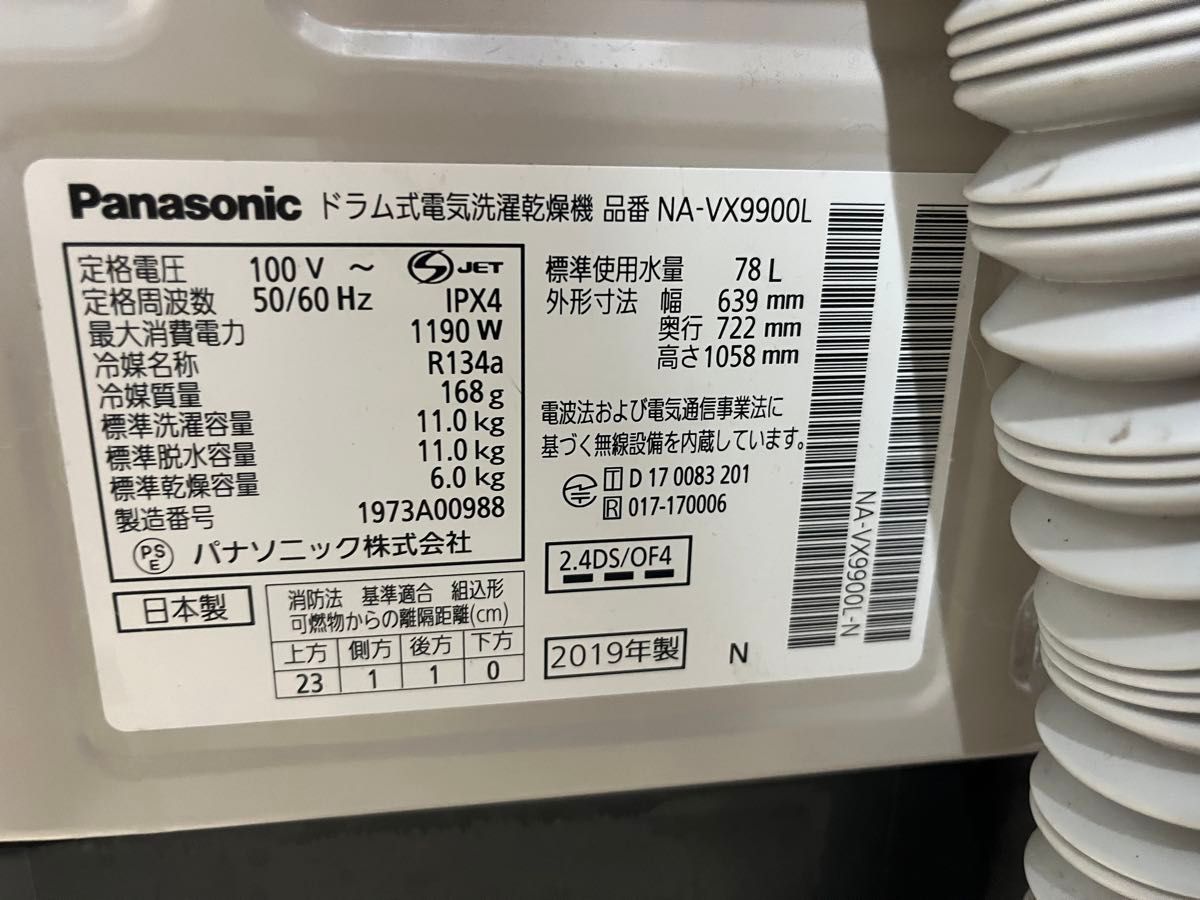 Panasonic ドラム式電気洗濯乾燥機 品番 NA-VX9900L
定格電圧 100 V ～ S JET
定格周波数 50/60 Hz IPX4
最大消費電力 1190 W
冷媒名称 R134a
冷媒質量 168 g
標準洗濯容量 11.0 kg
標準脱水容量 11.0 kg
標準乾燥容量 6.0 kg
製造番号 1973A00988
PSE パナソニック株式会社
日本製
消防法 基準適合 組込形
可燃物からの離隔距離(cm)
上方 側方 後方 下方
23 1 1 0
標準使用水量 78 L
外形寸法 幅 639 mm
奥行 722 mm
高さ 1058 mm
電波法および電気通信事業法に
基づく無線設備を内蔵しています。
T D 17 0083 201
R 017-170006
2.4DS/OF4
2019年製 N
NA-VX9900L-N